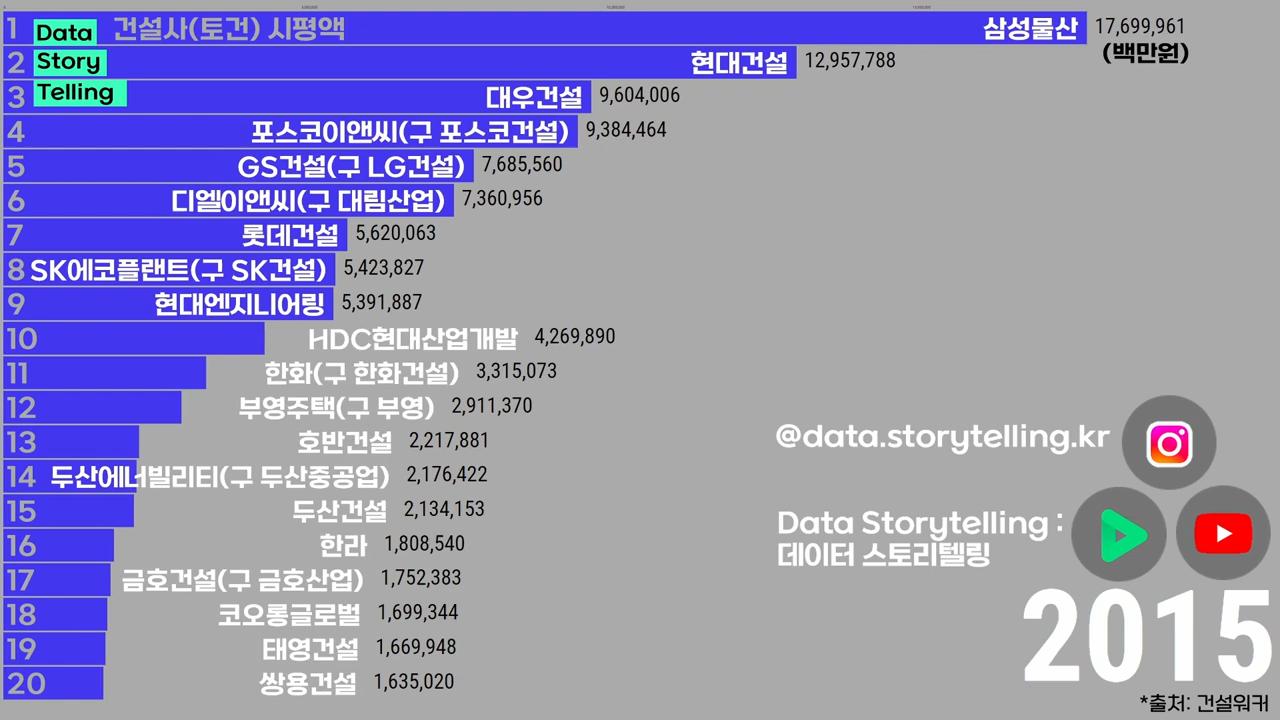 Data
Story
Telling
건설사(토건) 시평액
1 삼성물산 17,699,961
(백만원)
2 현대건설 12,957,788
3 대우건설 9,604,006
4 포스코이앤씨(구 포스코건설) 9,384,464
5 GS건설(구 LG건설) 7,685,560
6 디엘이앤씨(구 대림산업) 7,360,956
7 롯데건설 5,620,063
8 SK에코플랜트(구 SK건설) 5,423,827
9 현대엔지니어링 5,391,887
10 HDC현대산업개발 4,269,890
11 한화(구 한화건설) 3,315,073
12 부영주택(구 부영) 2,911,370
13 호반건설 2,217,881
14 두산에너빌리티(구 두산중공업) 2,176,422
15 두산건설 2,134,153
16 한라 1,808,540
17 금호건설(구 금호산업) 1,752,383
18 코오롱글로벌 1,699,344
19 태영건설 1,669,948
20 쌍용건설 1,635,020
@data.storytelling.kr
Data Storytelling :
데이터 스토리텔링
2015
*출처: 건설워커